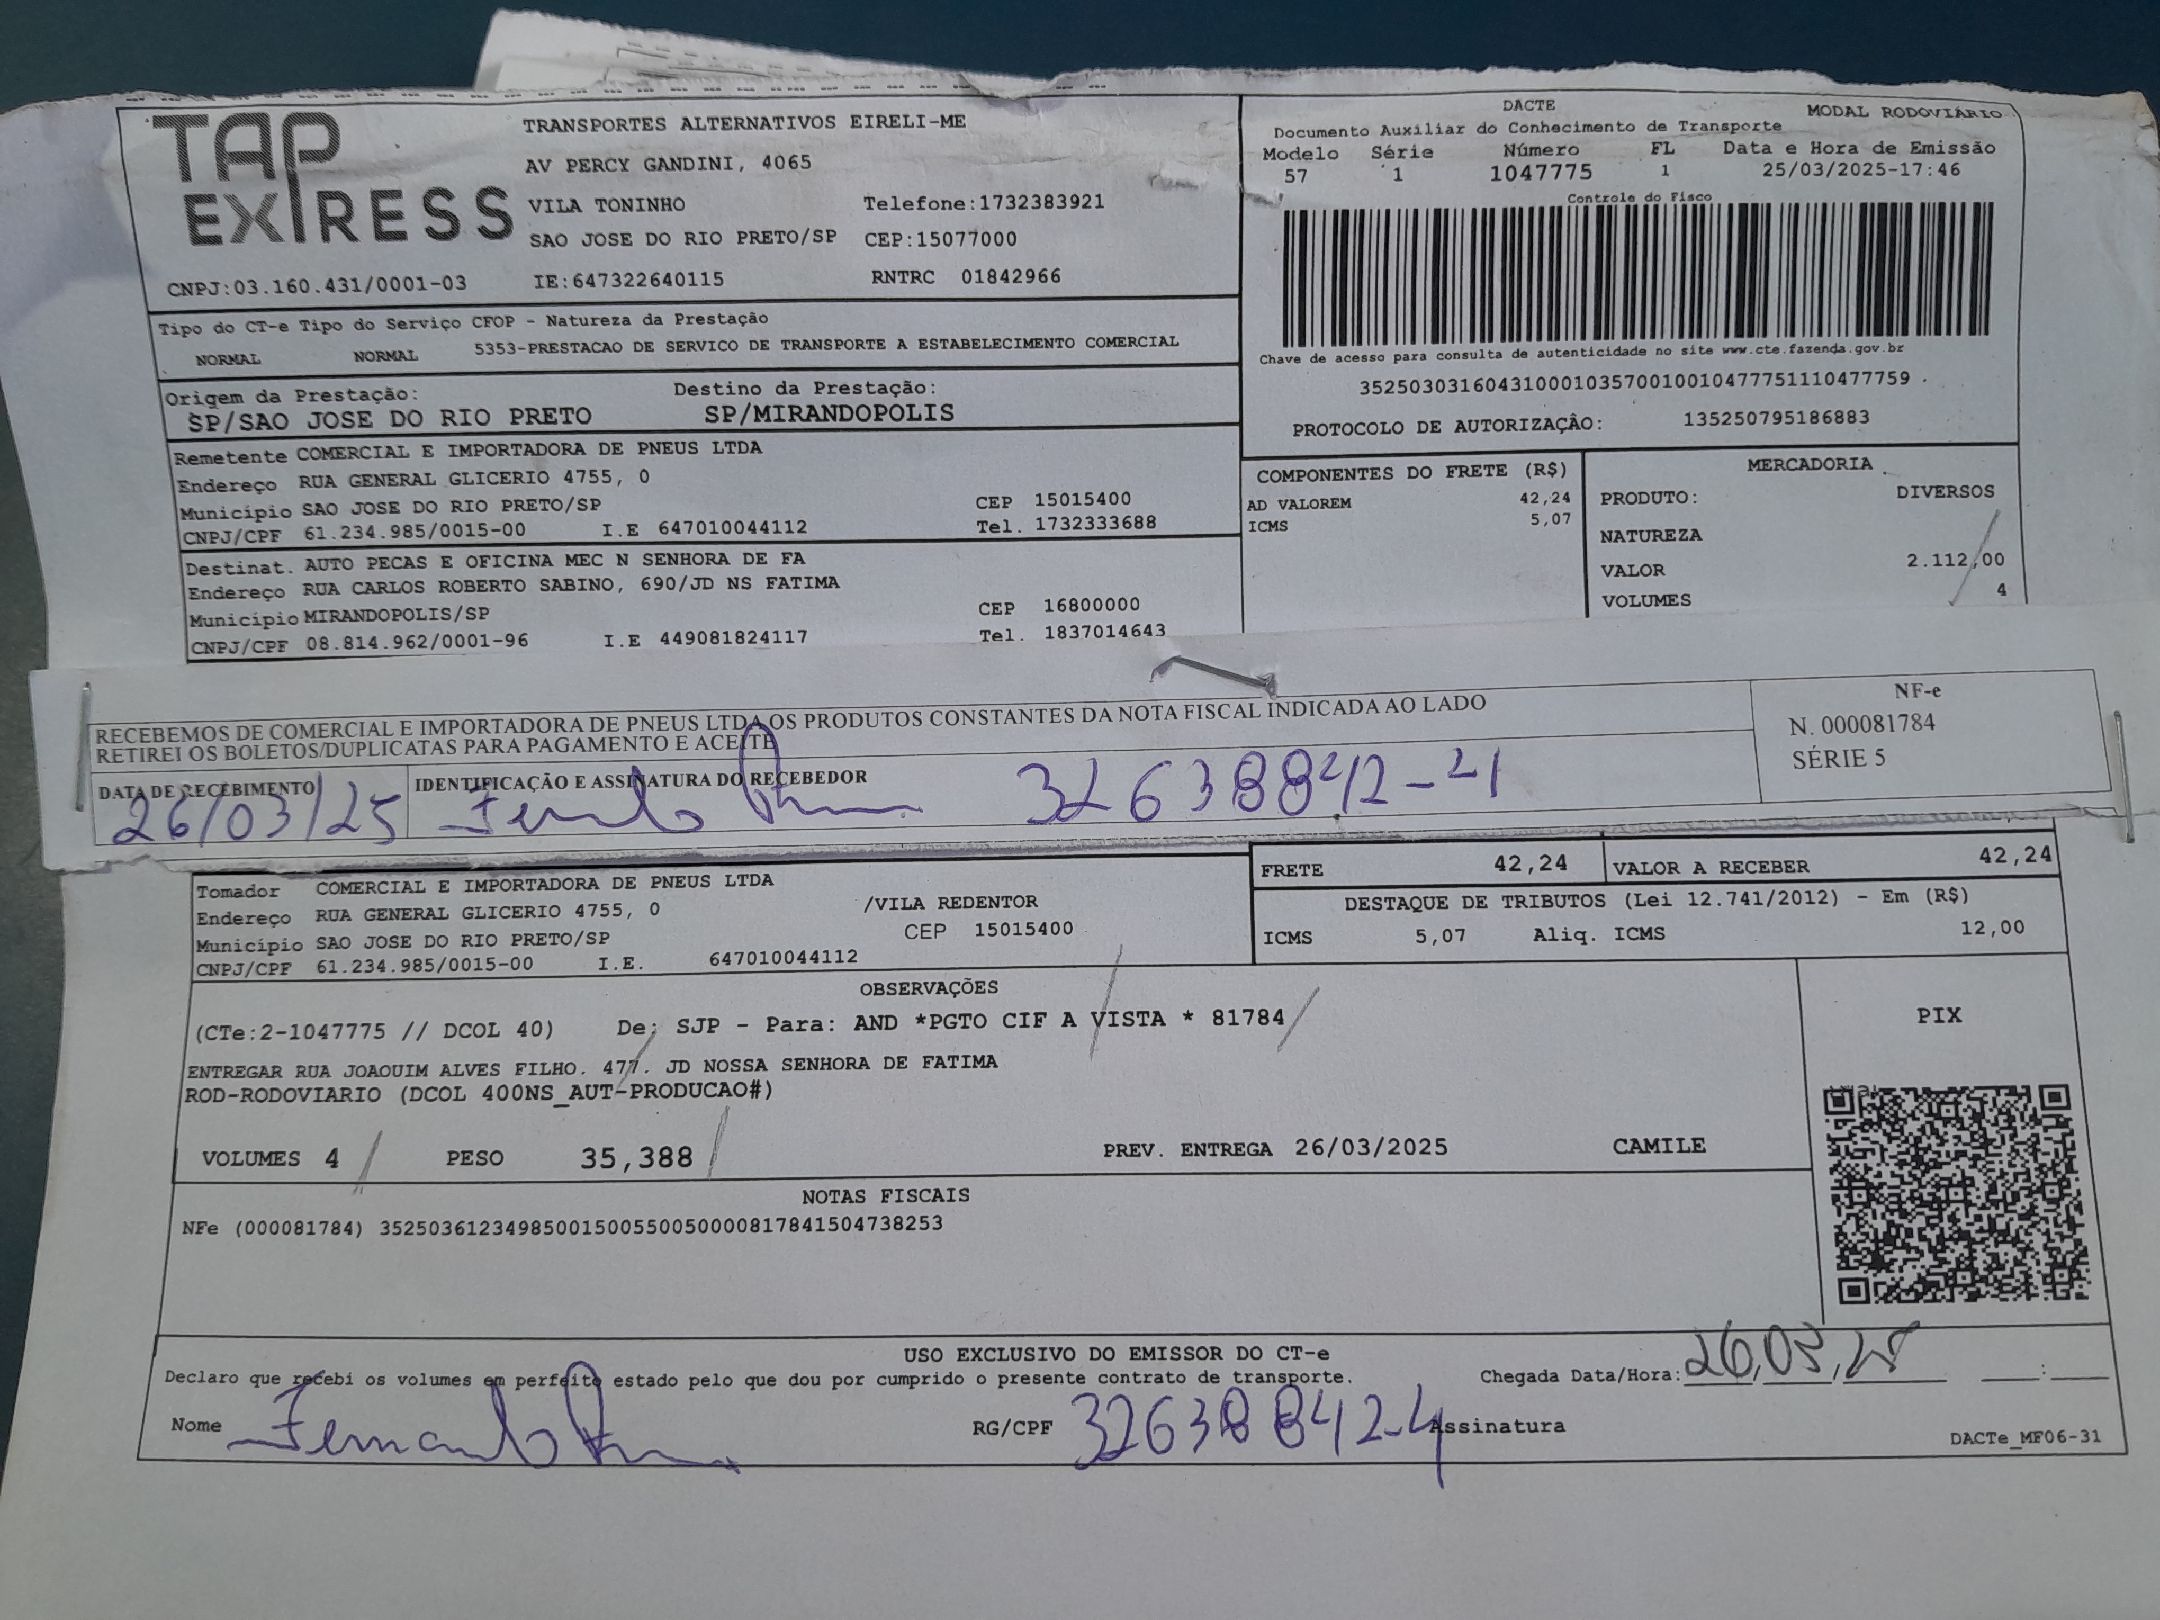 TAP
EXPRESS
TRANSPORTES ALTERNATIVOS EIRELI-ME
AV PERCY GANDINI, 4065
VILA TONINHO Telefone:1732383921
SAO JOSE DO RIO PRETO/SP CEP:15077000
CNPJ:03.160.431/0001-03 IE:647322640115 RNTRC 01842966
DACTE MODAL RODOVIÁRIO
Documento Auxiliar do Conhecimento de Transporte
Modelo Série Número FL Data e Hora de Emissão
57 1 1047775 1 25/03/2025-17:46
Controle do Fisco
Chave de acesso para consulta de autenticidade no site www.cte.fazenda.gov.br
35250303160431000103570010010477751110477759
PROTOCOLO DE AUTORIZAÇÃO: 135250795186883
Tipo do CT-e Tipo do Serviço CFOP - Natureza da Prestação
NORMAL NORMAL 5353-PRESTACAO DE SERVICO DE TRANSPORTE A ESTABELECIMENTO COMERCIAL
Origem da Prestação: Destino da Prestação:
SP/SAO JOSE DO RIO PRETO SP/MIRANDOPOLIS
Remetente COMERCIAL E IMPORTADORA DE PNEUS LTDA
Endereço RUA GENERAL GLICERIO 4755, 0
Município SAO JOSE DO RIO PRETO/SP CEP 15015400
CNPJ/CPF 61.234.985/0015-00 I.E 647010044112 Tel. 1732333688
Destinat. AUTO PECAS E OFICINA MEC N SENHORA DE FA
Endereço RUA CARLOS ROBERTO SABINO, 690/JD NS FATIMA
Município MIRANDOPOLIS/SP CEP 16800000
CNPJ/CPF 08.814.962/0001-96 I.E 449081824117 Tel. 1837014643
COMPONENTES DO FRETE (R$)
AD VALOREM 42,24
ICMS 5,07
MERCADORIA
PRODUTO: DIVERSOS
NATUREZA
VALOR 2.112,00
VOLUMES 4
RECEBEMOS DE COMERCIAL E IMPORTADORA DE PNEUS LTDA OS PRODUTOS CONSTANTES DA NOTA FISCAL INDICADA AO LADO
RETIREI OS BOLETOS/DUPLICATAS PARA PAGAMENTO E ACEITE
DATA DE RECEBIMENTO IDENTIFICAÇÃO E ASSINATURA DO RECEBEDOR
26/03/25 32638842-4
NF-e
N. 000081784
SÉRIE 5
Tomador COMERCIAL E IMPORTADORA DE PNEUS LTDA
Endereço RUA GENERAL GLICERIO 4755, 0 /VILA REDENTOR
Município SAO JOSE DO RIO PRETO/SP CEP 15015400
CNPJ/CPF 61.234.985/0015-00 I.E. 647010044112
FRETE 42,24 VALOR A RECEBER 42,24
DESTAQUE DE TRIBUTOS (Lei 12.741/2012) - Em (R$)
ICMS 5,07 Aliq. ICMS 12,00
OBSERVAÇÕES
(CTe:2-1047775 // DCOL 40) De; SJP - Para: AND *PGTO CIF A VISTA * 81784
ENTREGAR RUA JOAQUIM ALVES FILHO. 477. JD NOSSA SENHORA DE FATIMA
ROD-RODOVIARIO (DCOL 400NS_AUT-PRODUCAO#)
VOLUMES 4 PESO 35,388 PREV. ENTREGA 26/03/2025 CAMILE
PIX
NOTAS FISCAIS
NFe (000081784) 35250361234985001500550050000817841504738253
USO EXCLUSIVO DO EMISSOR DO CT-e
Declaro que recebi os volumes em perfeito estado pelo que dou por cumprido o presente contrato de transporte. Chegada Data/Hora: 26,03,25 :
Nome Fernando RG/CPF 32638842-4 Assinatura
DACTe_MF06-31